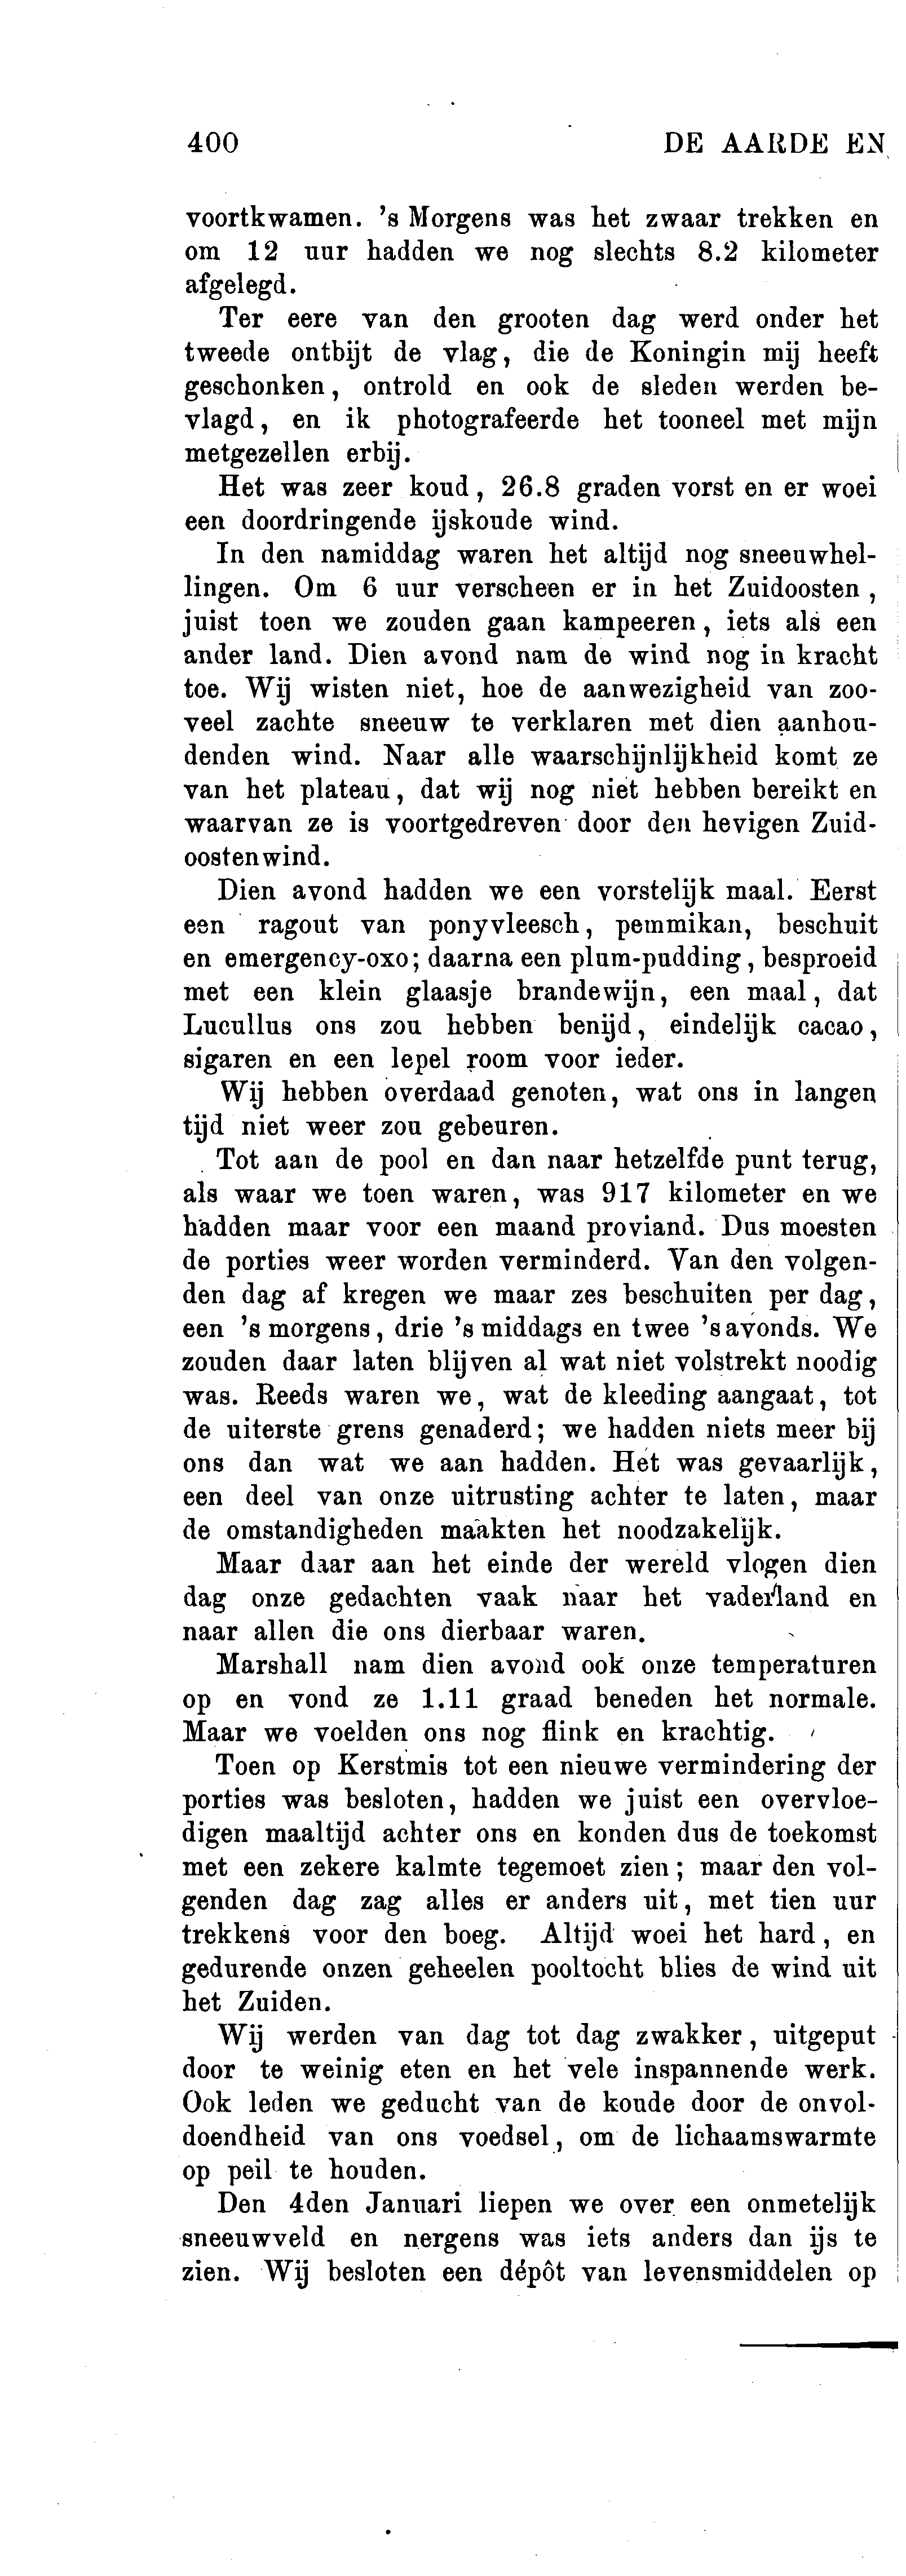 400 DE AARDE EN
voortkwamen. 's Morgens was het zwaar trekken en
om 12 uur hadden we nog slechts 8.2 kilometer
afgelegd.
Ter eere van den grooten dag werd onder het
tweede ontbijt de vlag, die de Koningin mij heeft
geschonken, ontrold en ook de sleden werden be-
vlagd, en ik photografeerde het tooneel met mijn
metgezellen erbij.
Het was zeer koud, 26.8 graden vorst en er woei
een doordringende ijskoude wind.
In den namiddag waren het altijd nog sneeuwhel-
lingen. Om 6 uur verscheen er in het Zuidoosten,
juist toen we zouden gaan kampeeren, iets als een
ander land. Dien avond nam de wind nog in kracht
toe. Wij wisten niet, hoe de aanwezigheid van zoo-
veel zachte sneeuw te verklaren met dien aanhou-
denden wind. Naar alle waarschijnlijkheid komt ze
van het plateau, dat wij nog niet hebben bereikt en
waarvan ze is voortgedreven door den hevigen Zuid-
oostenwind.
Dien avond hadden we een vorstelijk maal. Eerst
een ragout van ponyvleesch, pemmikan, beschuit
en emergency-oxo; daarna een plum-pudding, besproeid
met een klein glaasje brandewijn, een maal, dat
Lucullus ons zou hebben benijd, eindelijk cacao,
sigaren en een lepel room voor ieder.
Wij hebben overdaad genoten, wat ons in langen
tijd niet weer zou gebeuren.
Tot aan de pool en dan naar hetzelfde punt terug,
als waar we toen waren, was 917 kilometer en we
hadden maar voor een maand proviand. Dus moesten
de porties weer worden verminderd. Van den volgen-
den dag af kregen we maar zes beschuiten per dag,
een 's morgens, drie 's middags en twee 's avonds. We
zouden daar laten blijven al wat niet volstrekt noodig
was. Reeds waren we, wat de kleeding aangaat, tot
de uiterste grens genaderd; we hadden niets meer bij
ons dan wat we aan hadden. Het was gevaarlijk,
een deel van onze uitrusting achter te laten, maar
de omstandigheden maakten het noodzakelijk.
Maar daar aan het einde der wereld vlogen dien
dag onze gedachten vaak naar het vaderland en
naar allen die ons dierbaar waren.
Marshall nam dien avond ook onze temperaturen
op en vond ze 1.11 graad beneden het normale.
Maar we voelden ons nog flink en krachtig.
Toen op Kerstmis tot een nieuwe vermindering der
porties was besloten, hadden we juist een overvloe-
digen maaltijd achter ons en konden dus de toekomst
met een zekere kalmte tegemoet zien; maar den vol-
genden dag zag alles er anders uit, met tien uur
trekkens voor den boeg. Altijd woei het hard, en
gedurende onzen geheelen pooltocht blies de wind uit
het Zuiden.
Wij werden van dag tot dag zwakker, uitgeput
door te weinig eten en het vele inspannende werk.
Ook leden we geducht van de koude door de onvol-
doendheid van ons voedsel, om de lichaamswarmte
op peil te houden.
Den 4den Januari liepen we over een onmetelijk
sneeuwveld en nergens was iets anders dan ijs te
zien. Wij besloten een dépôt van levensmiddelen op